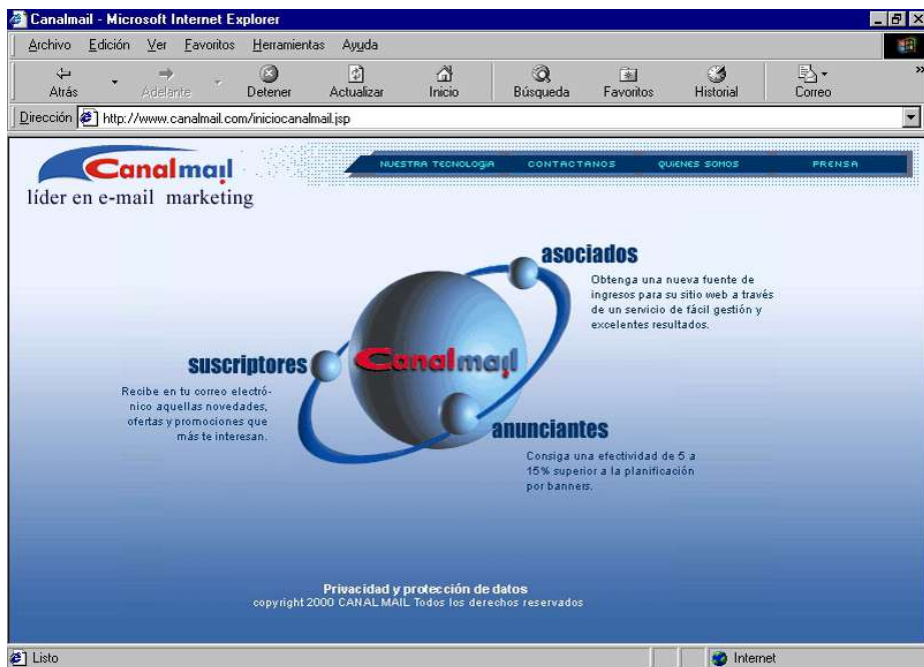 Canalmail - Microsoft Internet Explorer
Archivo Edición Ver Favoritos Herramientas Ayuda
Atrás Adelante Detener Actualizar Inicio Búsqueda Favoritos Historial Correo
Dirección http://www.canalmail.com/iniciocanalmail.jsp
Canalmail
líder en e-mail marketing
NUESTRA TECNOLOGIA CONTACTANOS QUIENES SOMOS PRENSA
asociados
Obtenga una nueva fuente de
ingresos para su sitio web a través
de un servicio de fácil gestión y
excelentes resultados.
Canalmail
suscriptores
Recibe en tu correo electró-
nico aquellas novedades,
ofertas y promociones que
más te interesan.
anunciantes
Consiga una efectividad de 5 a
15% superior a la planificación
por banners.
Privacidad y protección de datos
copyright 2000 CANAL MAIL Todos los derechos reservados
Listo Internet